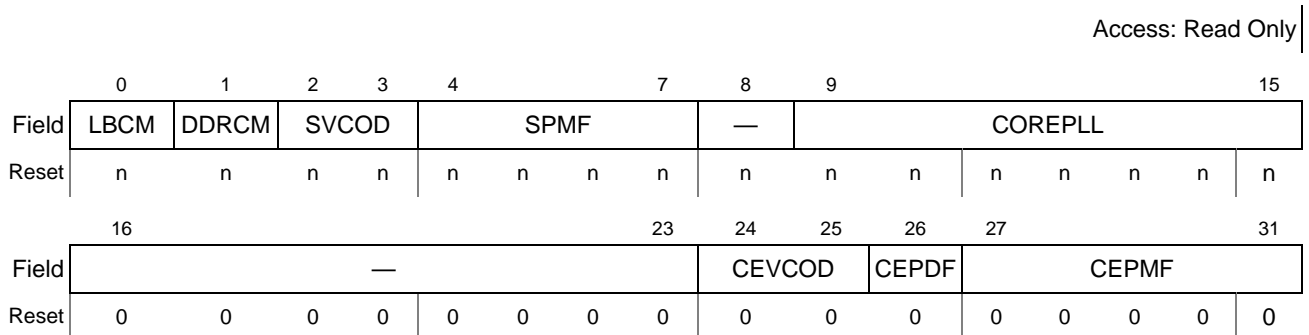 Access: Read Only
0 1 2 3 4 7 8 9 15
Field LBCM DDRCM SVCOD SPMF — COREPLL
Reset n n n n n n n n n n n n n n n n
16 23 24 25 26 27 31
Field — CEVCOD CEPDF CEPMF
Reset 0 0 0 0 0 0 0 0 0 0 0 0 0 0 0 0